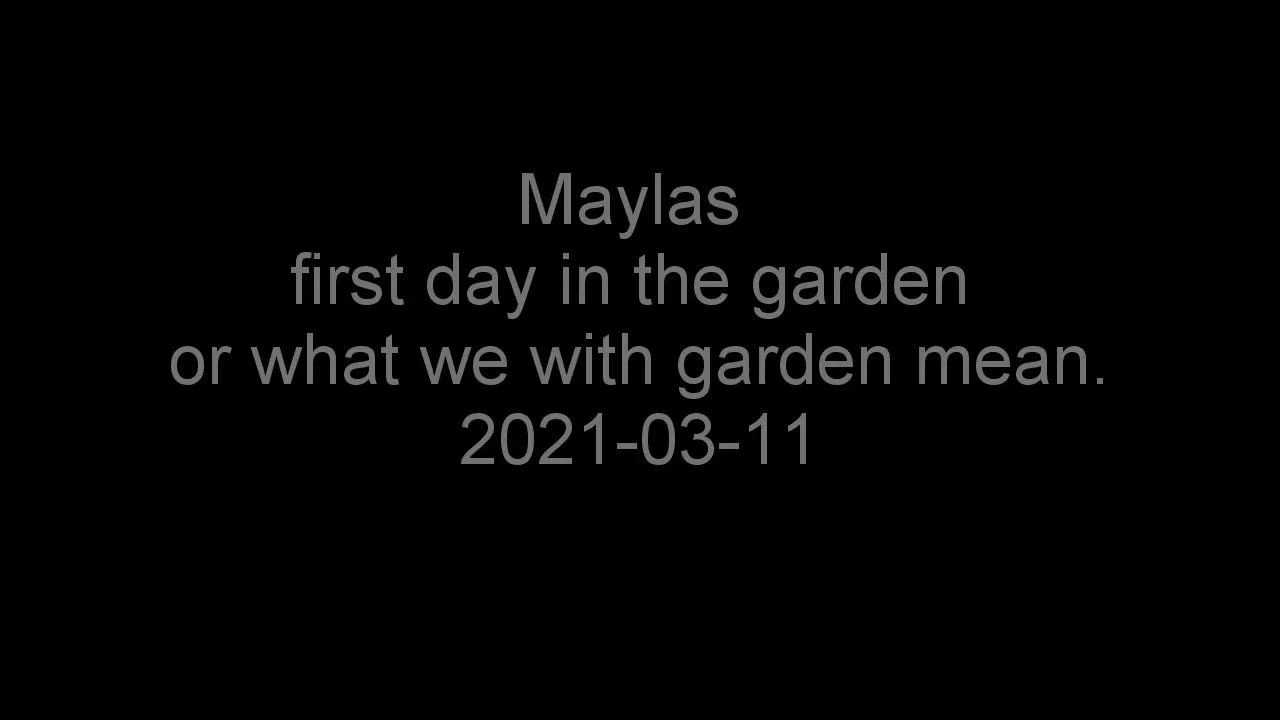 Maylas
first day in the garden
or what we with garden mean.
2021-03-11